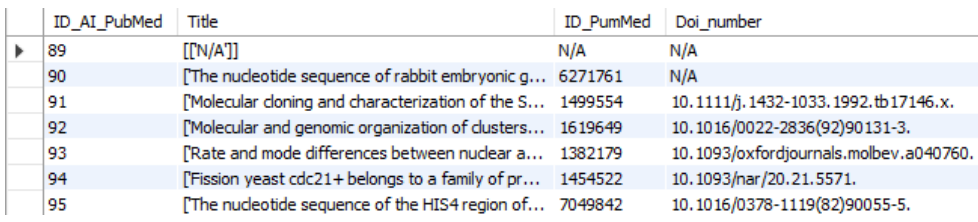 ID_AI_PubMed Title ID_PumMed Doi_number
89 [['N/A']] N/A N/A
90 ['The nucleotide sequence of rabbit embryonic g... 6271761 N/A
91 ['Molecular cloning and characterization of the S... 1499554 10.1111/j.1432-1033.1992.tb17146.x.
92 ['Molecular and genomic organization of clusters... 1619649 10.1016/0022-2836(92)90131-3.
93 ['Rate and mode differences between nuclear a... 1382179 10.1093/oxfordjournals.molbev.a040760.
94 ['Fission yeast cdc21+ belongs to a family of pr... 1454522 10.1093/nar/20.21.5571.
95 ['The nucleotide sequence of the HIS4 region of... 7049842 10.1016/0378-1119(82)90055-5.